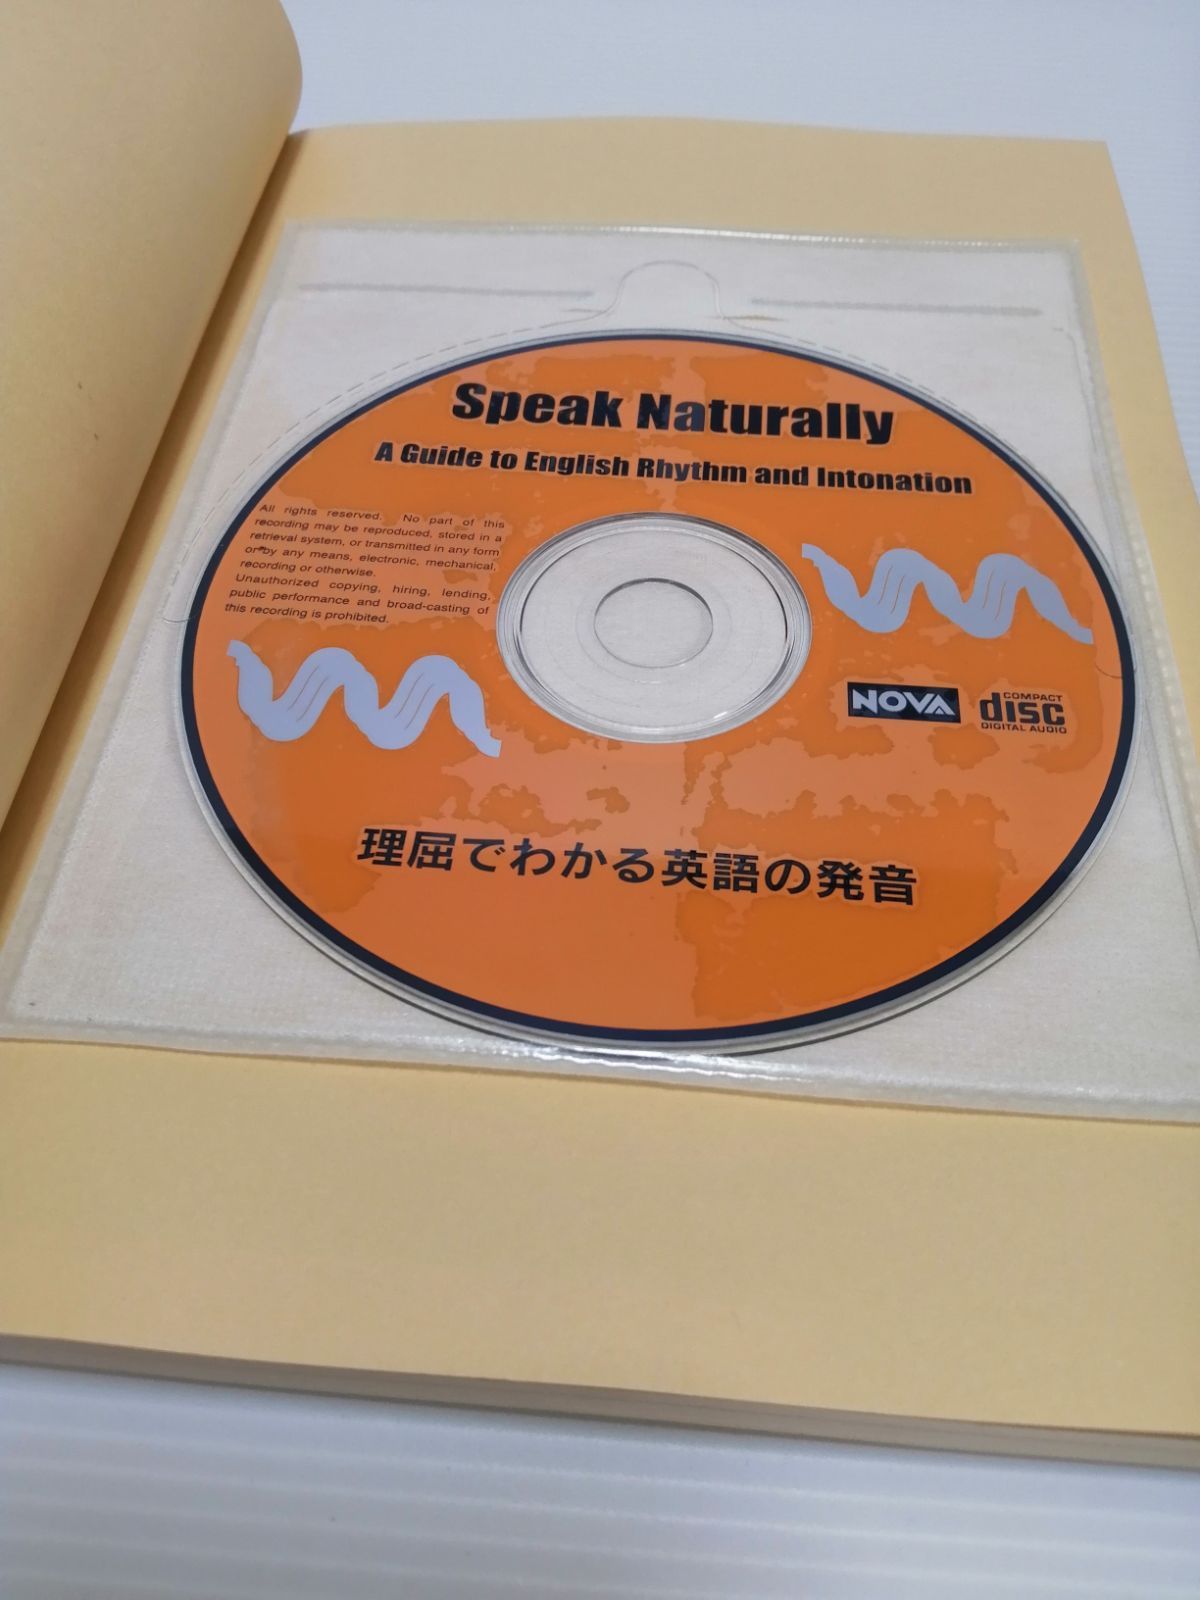 Speak Naturally
A Guide to English Rhythm and Intonation
All rights reserved. No part of this
recording may be reproduced, stored in a
retrieval system, or transmitted in any form
or by any means, electronic, mechanical,
recording or otherwise.
Unauthorized copying, hiring, lending,
public performance and broad-casting of
this recording is prohibited.
NOVA
COMPACT
disc
DIGITAL AUDIO
理屈でわかる英語の発音